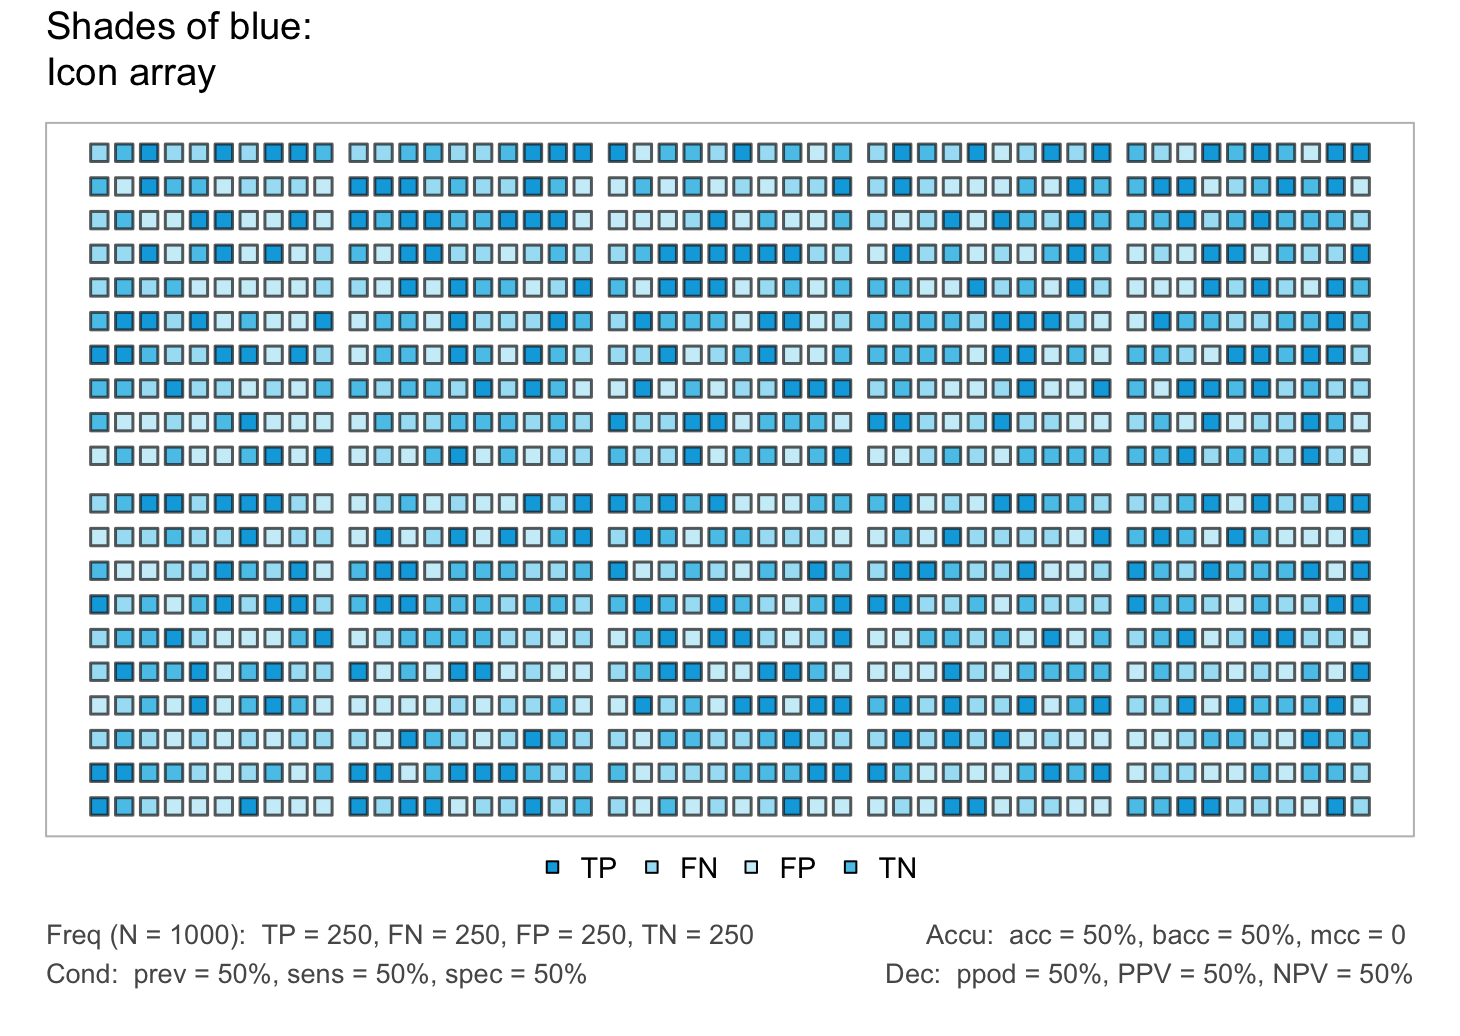 Shades of blue:
Icon array
TP FN FP TN
Freq (N = 1000):  TP = 250, FN = 250, FP = 250, TN = 250
Accu:  acc = 50%, bacc = 50%, mcc = 0
Cond:  prev = 50%, sens = 50%, spec = 50%
Dec:  ppod = 50%, PPV = 50%, NPV = 50%